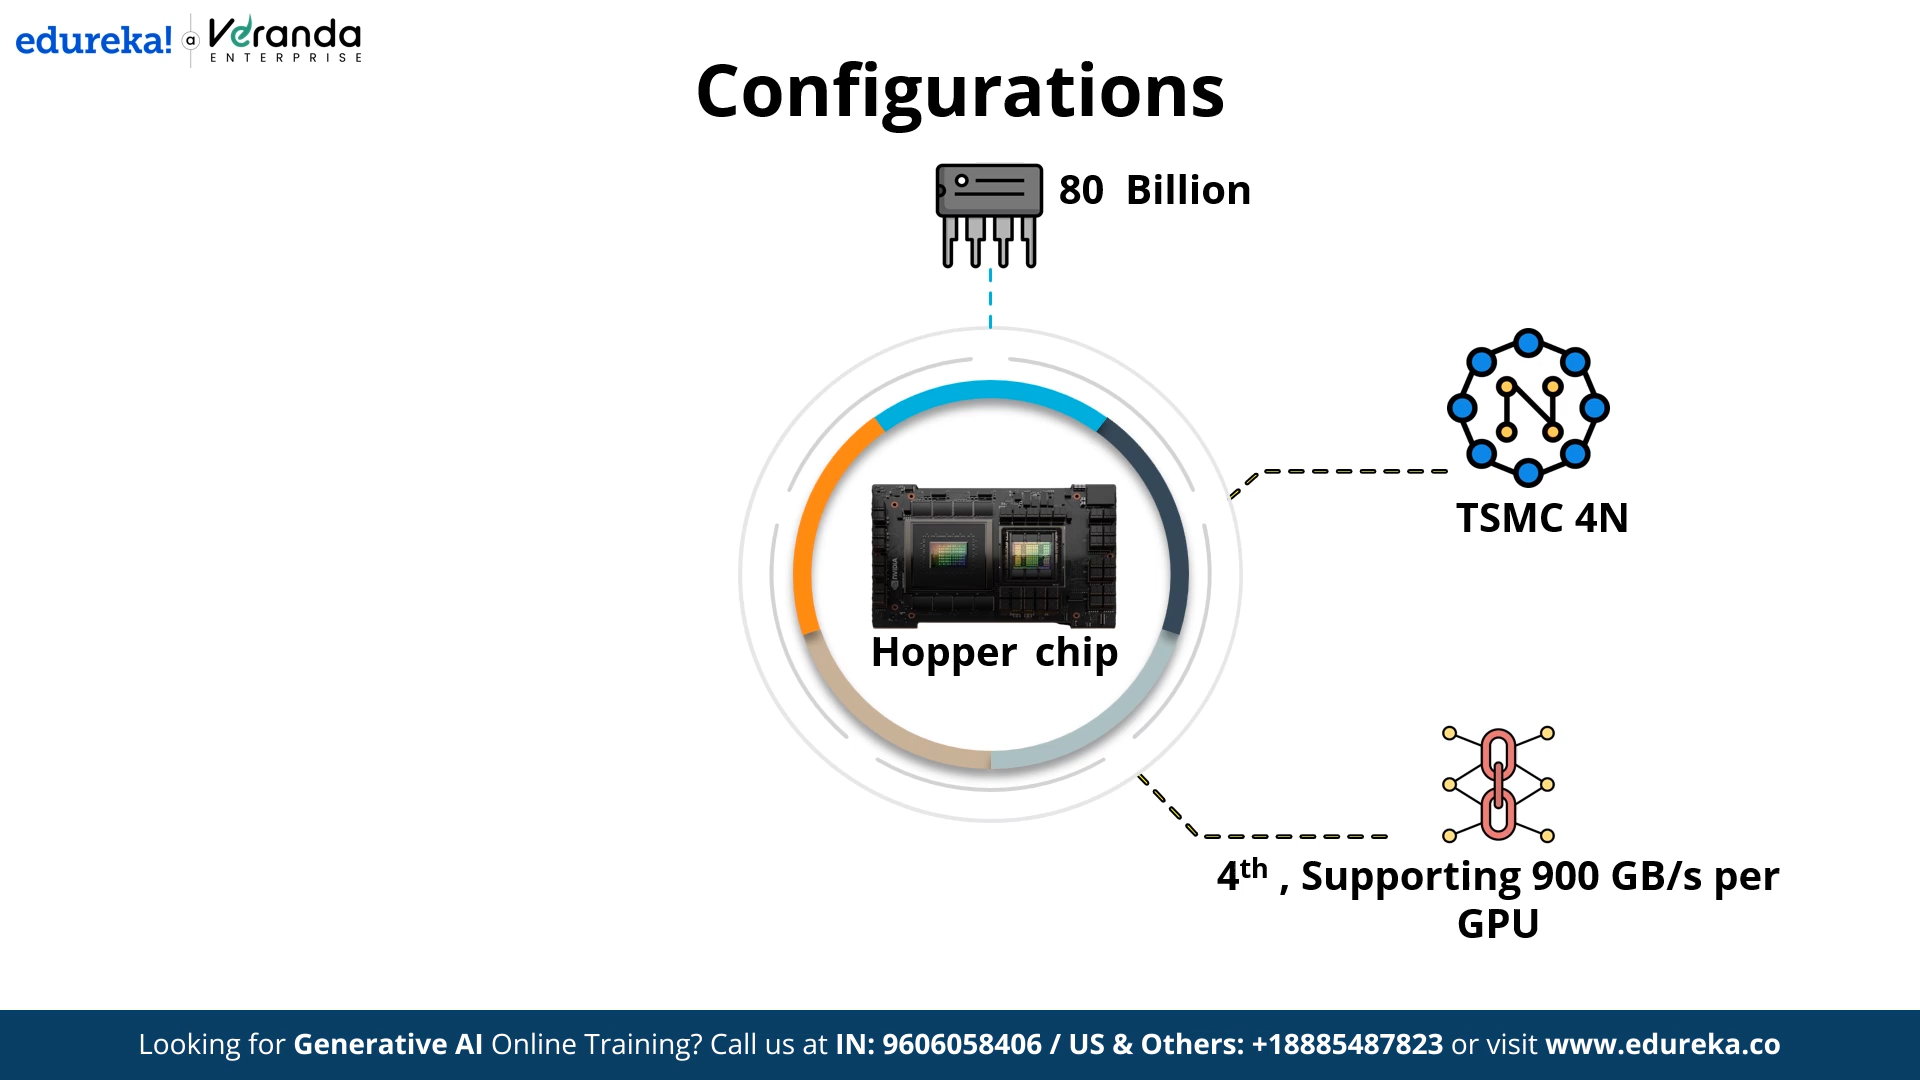 edureka! a Veranda
ENTERPRISE
Configurations
80 Billion
TSMC 4N
NVIDIA
Hopper chip
4th , Supporting 900 GB/s per
GPU
Looking for Generative AI Online Training? Call us at IN: 9606058406 / US & Others: +18885487823 or visit www.edureka.co